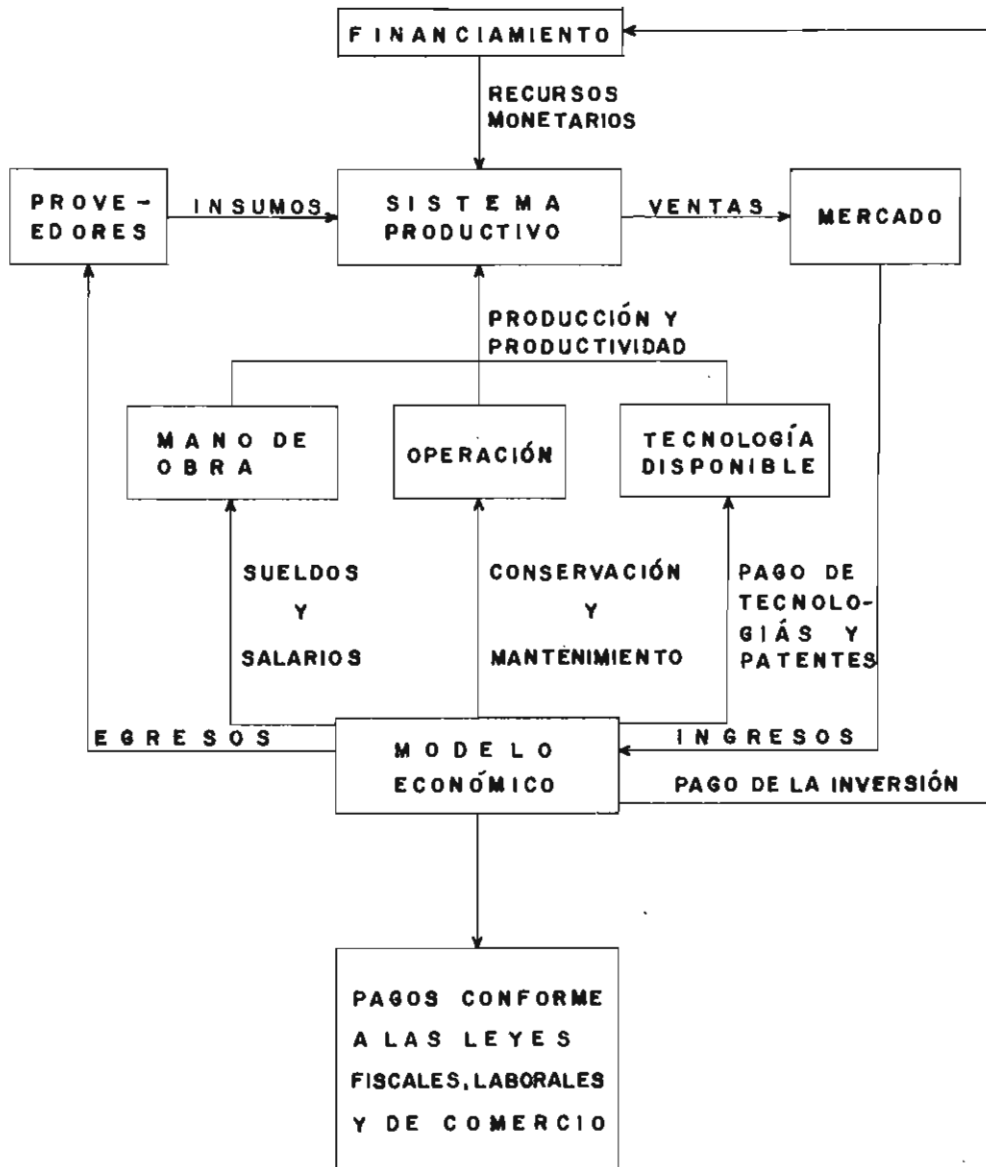 FINANCIAMIENTO
RECURSOS
MONETARIOS
PROVE-
EDORES
INSUMOS
SISTEMA
PRODUCTIVO
VENTAS
MERCADO
PRODUCCIÓN Y
PRODUCTIVIDAD
MANO DE
OBRA
OPERACIÓN
TECNOLOGÍA
DISPONIBLE
SUELDOS
Y
SALARIOS
CONSERVACIÓN
Y
MANTENIMIENTO
PAGO DE
TECNOLO-
GIÁS Y
PATENTES
EGRESOS
MODELO
ECONÓMICO
INGRESOS
PAGO DE LA INVERSIÓN
PAGOS CONFORME
A LAS LEYES
FISCALES, LABORALES
Y DE COMERCIO